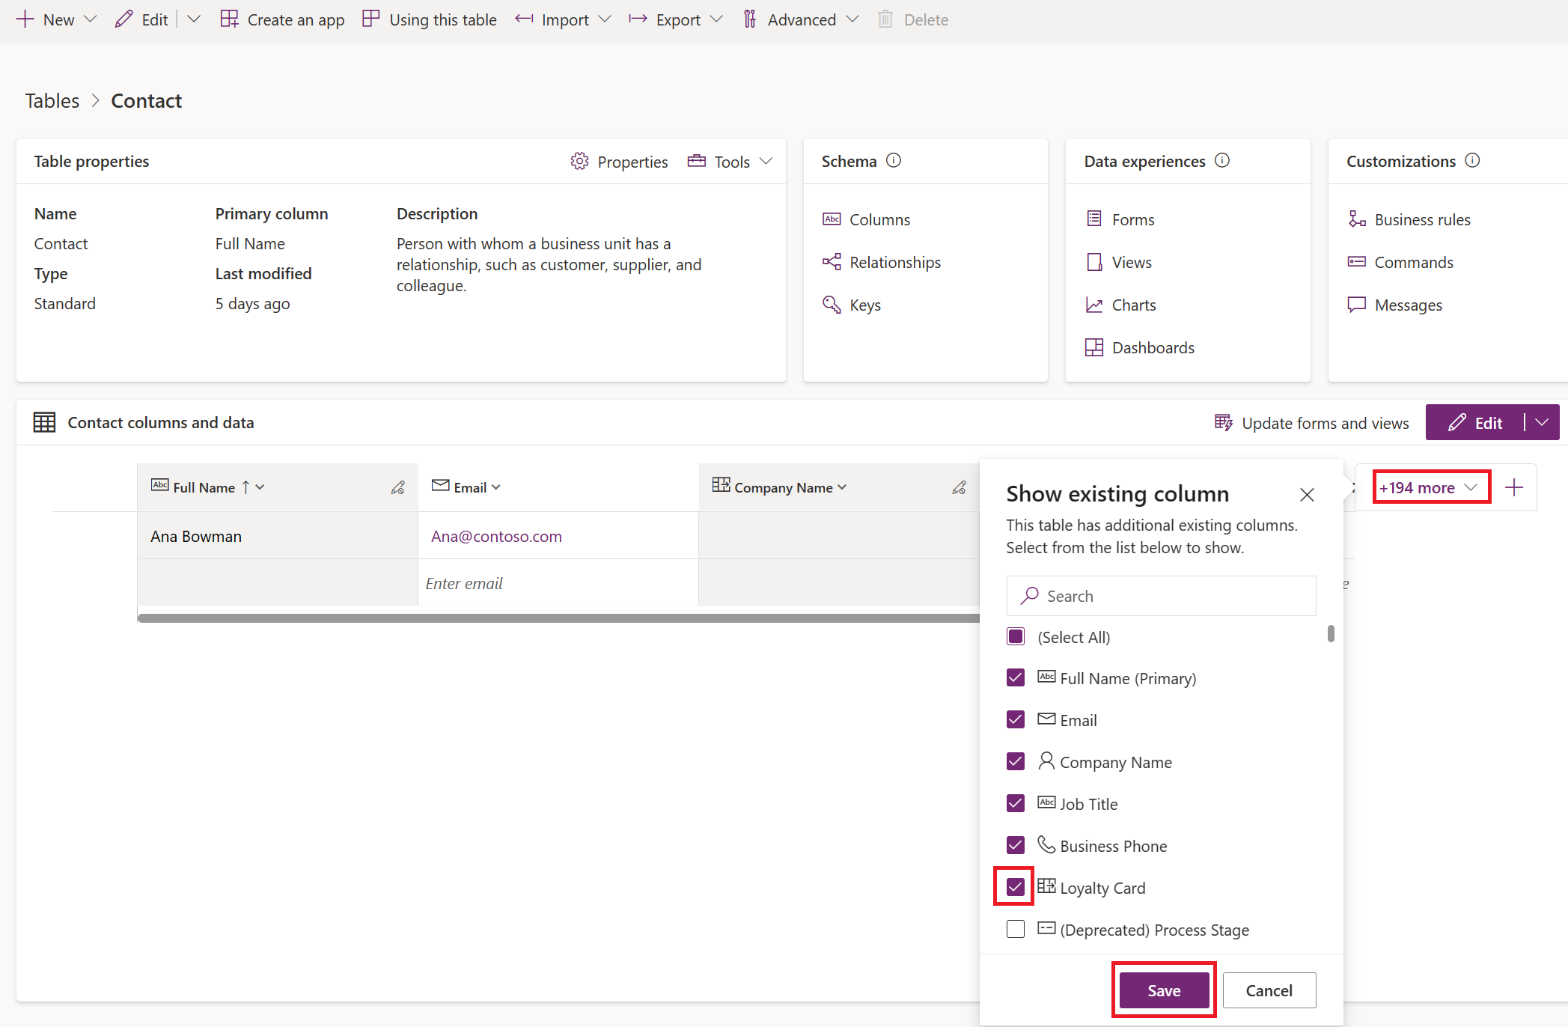 New Edit Create an app Using this table Import Export Advanced Delete
Tables > Contact
Table properties Properties Tools
Name Primary column Description
Contact Full Name Person with whom a business unit has a
relationship, such as customer, supplier, and
colleague.
Type Last modified
Standard 5 days ago
Schema
Abc Columns
Relationships
Keys
Data experiences
Forms
Views
Charts
Dashboards
Customizations
Business rules
Commands
Messages
Contact columns and data Update forms and views Edit
Abc Full Name ↑ Email Company Name +194 more
Ana Bowman Ana@contoso.com
Enter email
Show existing column
This table has additional existing columns.
Select from the list below to show.
Search
(Select All)
Abc Full Name (Primary)
Email
Company Name
Abc Job Title
Business Phone
Loyalty Card
(Deprecated) Process Stage
Save Cancel